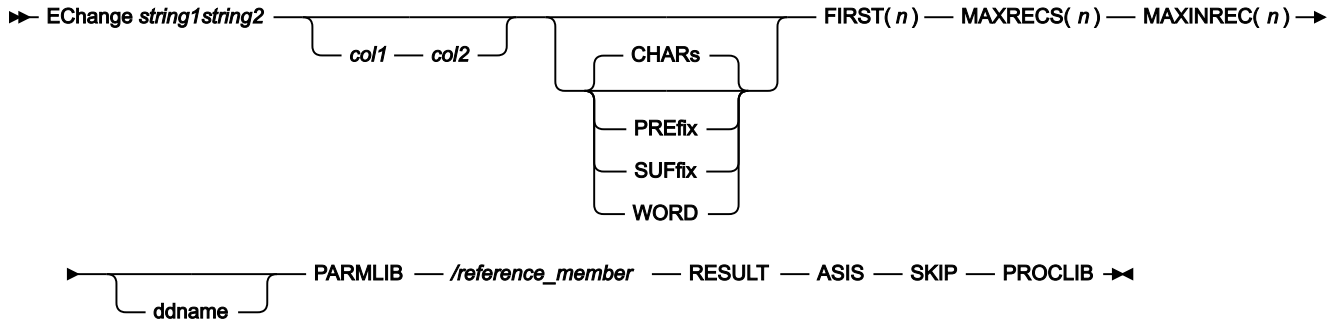 EChange string1string2 FIRST( n ) MAXRECS( n ) MAXINREC( n )
col1 col2
CHARs
PREfix
SUFfix
WORD
PARMLIB /reference_member RESULT ASIS SKIP PROCLIB
ddname